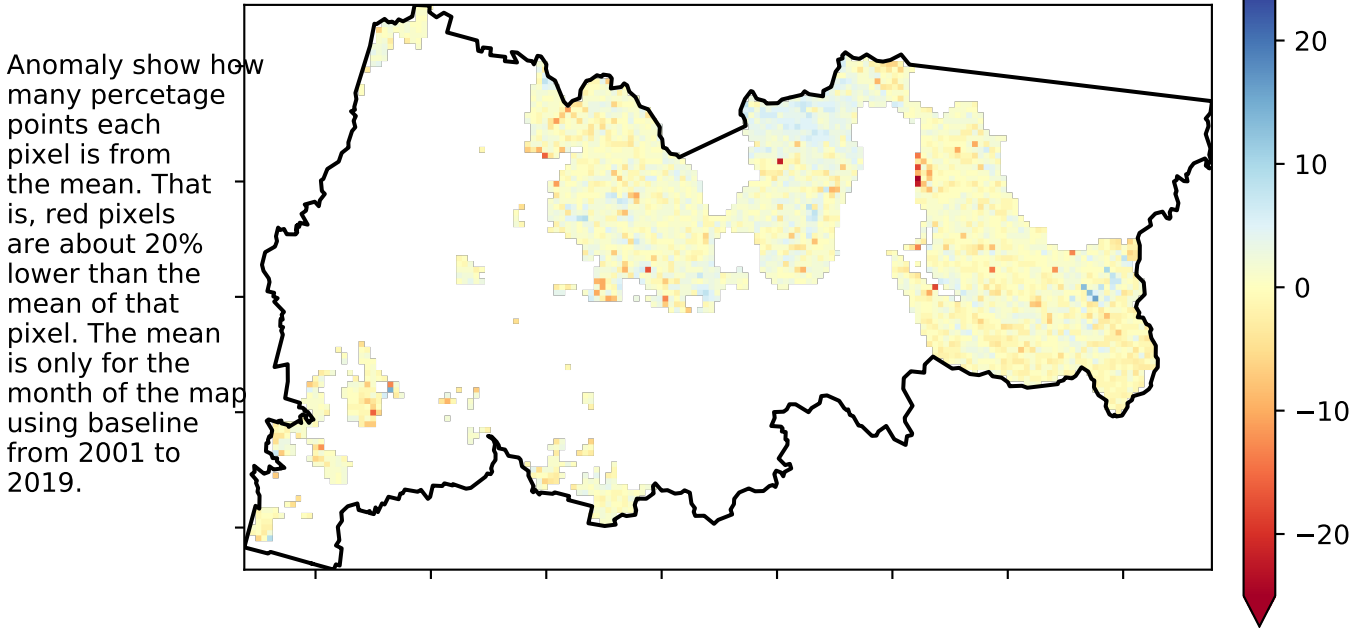 Anomaly show how
many percetage
points each
pixel is from
the mean. That
is, red pixels
are about 20%
lower than the
mean of that
pixel. The mean
is only for the
month of the map
using baseline
from 2001 to
2019.
20
10
0
−10
−20